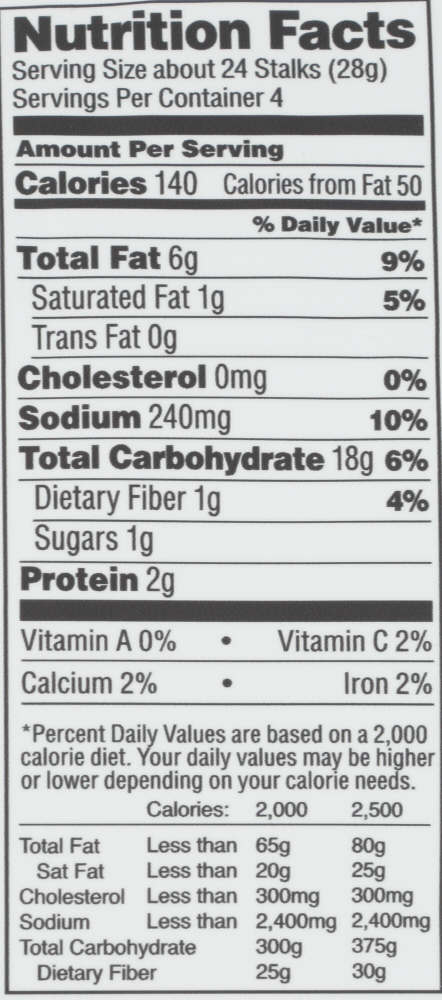 Nutrition Facts
Serving Size about 24 Stalks (28g)
Servings Per Container 4
Amount Per Serving
Calories 140 Calories from Fat 50
% Daily Value*
Total Fat 6g 9%
Saturated Fat 1g 5%
Trans Fat 0g
Cholesterol 0mg 0%
Sodium 240mg 10%
Total Carbohydrate 18g 6%
Dietary Fiber 1g 4%
Sugars 1g
Protein 2g
Vitamin A 0% • Vitamin C 2%
Calcium 2% • Iron 2%
*Percent Daily Values are based on a 2,000
calorie diet. Your daily values may be higher
or lower depending on your calorie needs.
Calories: 2,000 2,500
Total Fat Less than 65g 80g
Sat Fat Less than 20g 25g
Cholesterol Less than 300mg 300mg
Sodium Less than 2,400mg 2,400mg
Total Carbohydrate 300g 375g
Dietary Fiber 25g 30g